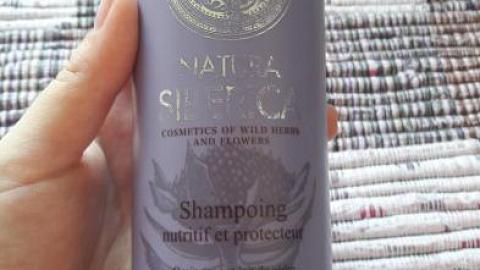 NATURA
SIBERICA
COSMETICS OF WILD HERBS
AND FLOWERS
Shampoing
nutritif et protecteur